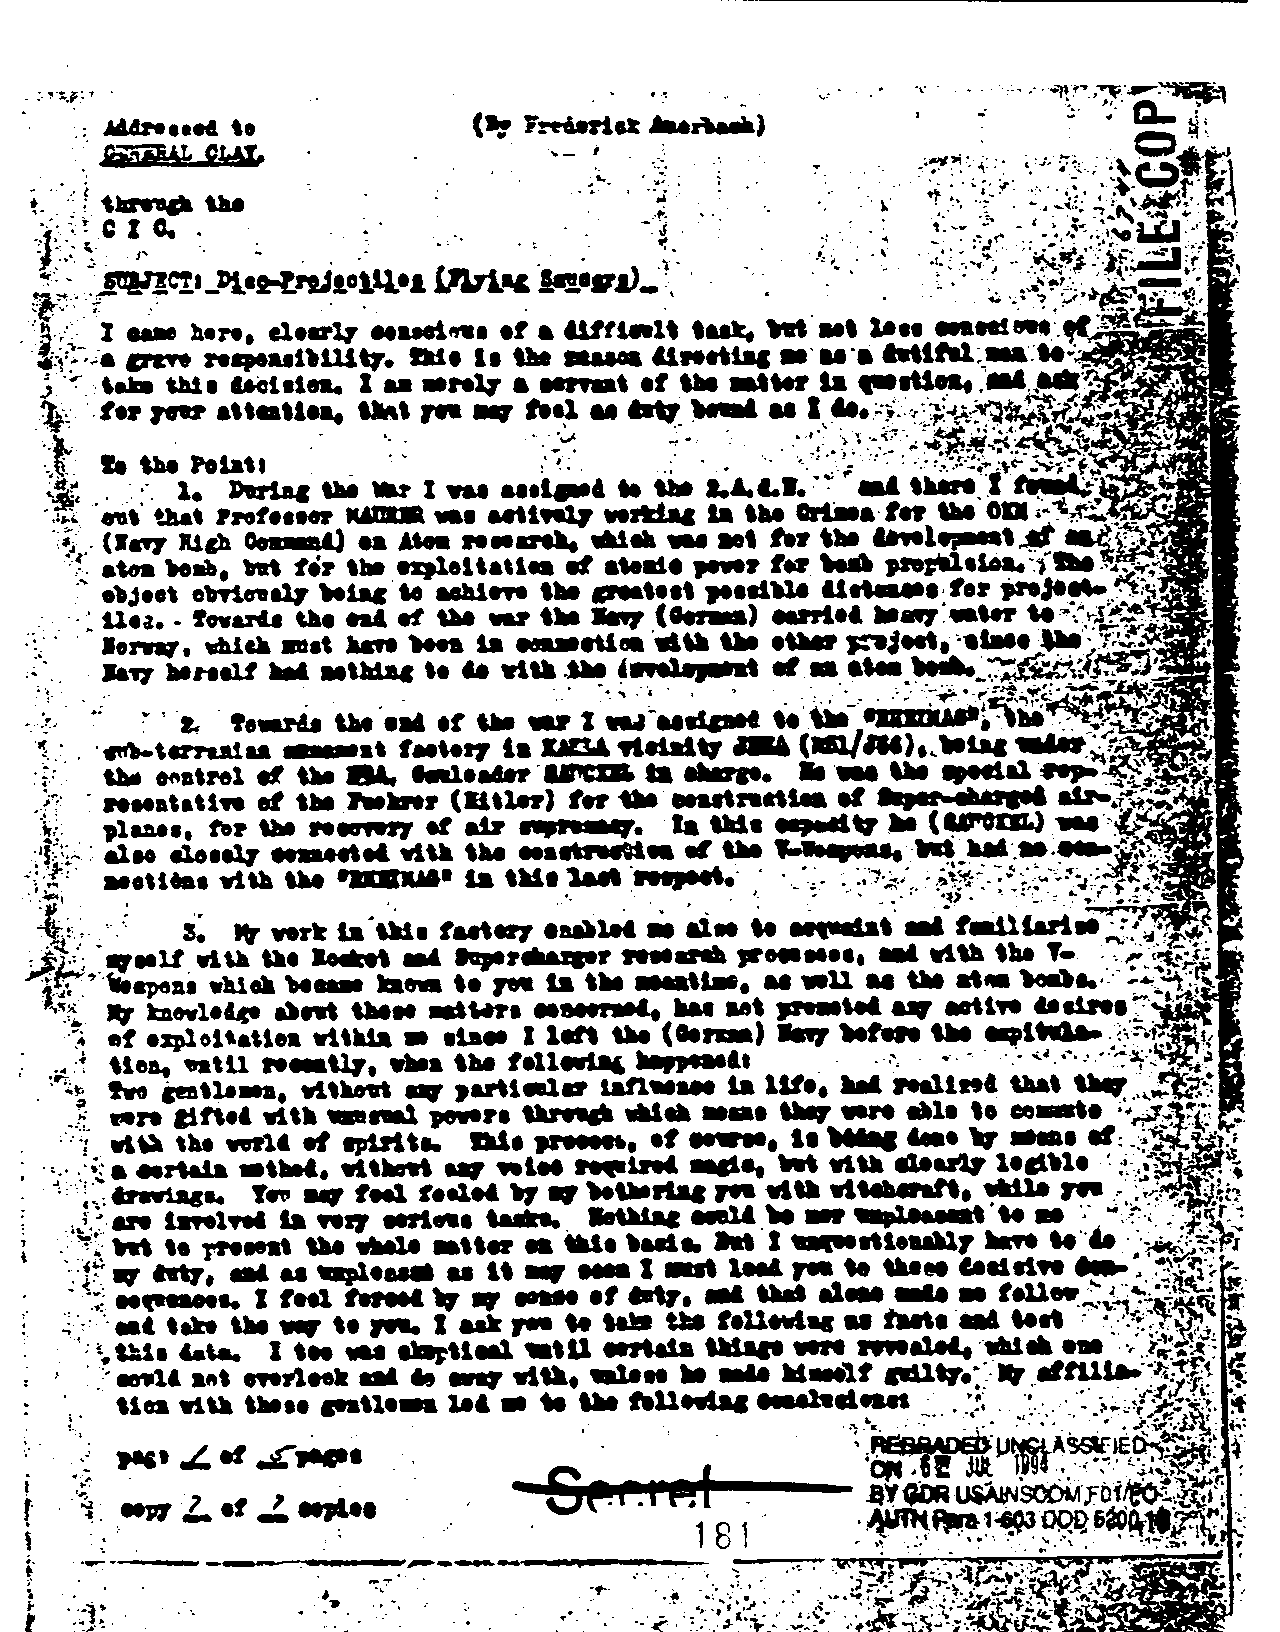 Addressed to
(By Frederick Auerbach)
GENERAL CLAY.
through the
C I C.
FILE COP
SUBJECT: Disc-Projectiles (Flying Saucers)
I came here, clearly conscious of a difficult task, but not less conscious of
a grave responsibility. This is the reason directing me as a dutiful man to
take this decision. I am merely a servant of the matter in question, and ask
for your attention, that you may feel as duty bound as I do.
To the Point:
1. During the War I was assigned to the and there I found
out that Professor was actively working in the Crimea for the OKM
(Navy High Command) on Atom research, which was not for the development of an
atom bomb, but for the exploitation of atomic power for bomb propulsion. The
object obviously being to achieve the greatest possible distances for project-
iles. Towards the end of the war the Navy (German) carried heavy water to
Norway, which must have been in connection with the other project, since the
Navy herself had nothing to do with the development of an atom bomb.
2. Towards the end of the war I was assigned to the "REHIMAG", the
sub-terranian armament factory in KAHLA vicinity JENA being under
the control of the Gauleader SAUCKEL in charge. He was the special rep-
resentative of the Fuehrer (Hitler) for the construction of Super-charged air-
planes, for the recovery of air supremacy. In this capacity he (SAUCKEL) was
also closely connected with the construction of the V-Weapons, but had no con-
nections with the "REHIMAG" in this last respect.
3. My work in this factory enabled me also to acquaint and familiarise
myself with the Rocket and Supercharger research processes, and with the V-
Weapons which became known to you in the meantime, as well as the atom bombs.
My knowledge about these matters concerned, has not promoted any active desires
of exploitation within me since I left the (German) Navy before the capitula-
tion, until recently, when the following happened:
Two gentlemen, without any particular influence in life, had realized that they
were gifted with unusual powers through which means they were able to commute
with the world of spirits. This process, of course, is being done by means of
a certain method, without any voice required magic, but with clearly legible
drawings. You may feel fooled by my bothering you with witchcraft, while you
are involved in very serious tasks. Nothing could be mor unpleasant to me
but to present the whole matter on this basis. But I unquestionably have to do
my duty, and as unpleasant as it may seem I must lead you to these decisive con-
sequences. I feel forced by my sense of duty, and that alone made me follow
and take the way to you. I ask you to take the following as facts and test
this data. I too was skeptical until certain things were revealed, which one
could not overlook and do away with, unless he made himself guilty. My affilia-
tion with these gentlemen led me to the following conclusions:
page 1 of 5 pages
copy 2 of 2 copies
Secret
181
REGRADED UNCLASSIFIED
ON JUL 1994
BY CDR USAINSCOM FOI/PO
AUTH Para 1-603 DOD 5200.1R